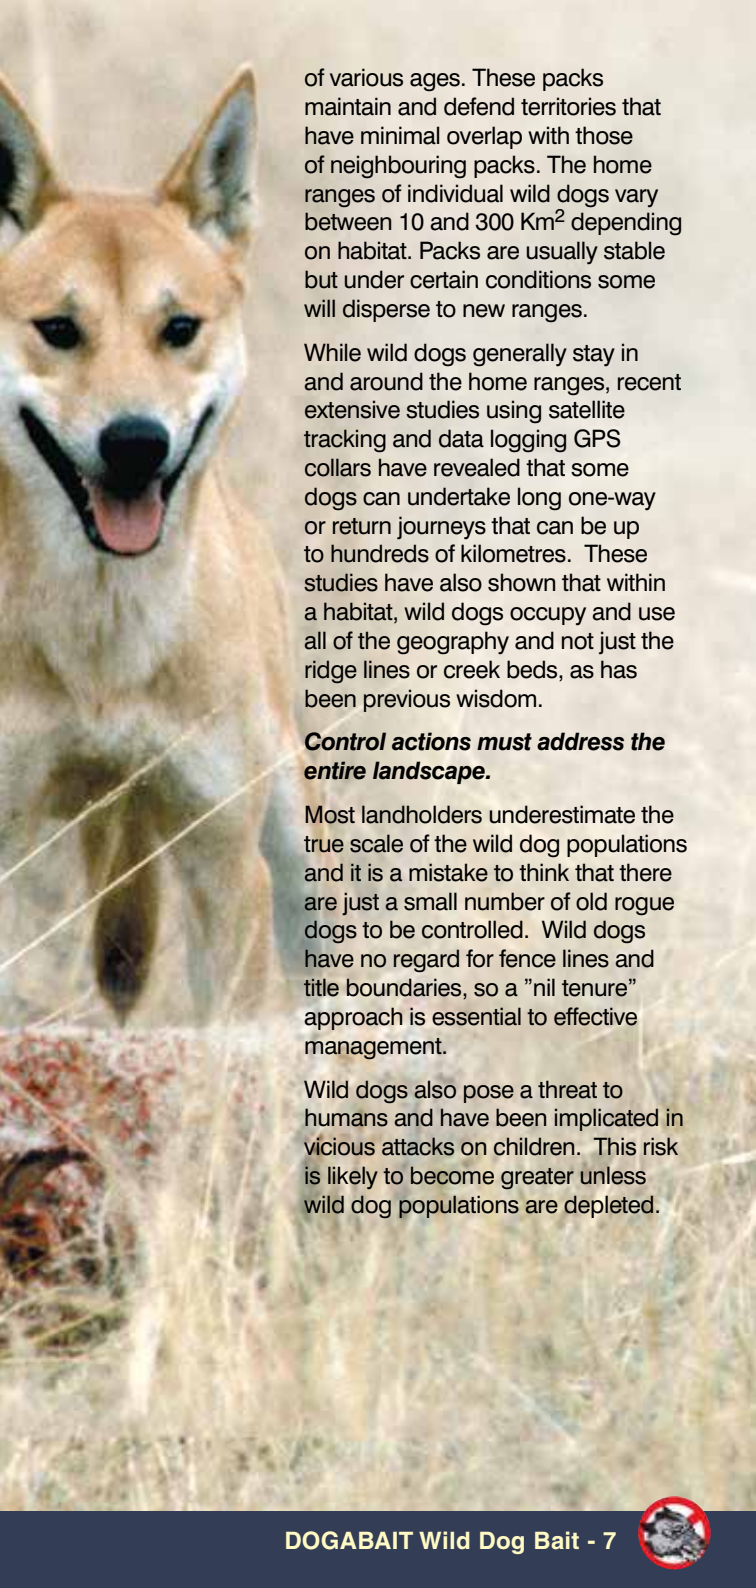 of various ages. These packs
maintain and defend territories that
have minimal overlap with those
of neighbouring packs. The home
ranges of individual wild dogs vary
between 10 and 300 Km² depending
on habitat. Packs are usually stable
but under certain conditions some
will disperse to new ranges.
While wild dogs generally stay in
and around the home ranges, recent
extensive studies using satellite
tracking and data logging GPS
collars have revealed that some
dogs can undertake long one-way
or return journeys that can be up
to hundreds of kilometres.  These
studies have also shown that within
a habitat, wild dogs occupy and use
all of the geography and not just the
ridge lines or creek beds, as has
been previous wisdom.
Control actions must address the
entire landscape.
Most landholders underestimate the
true scale of the wild dog populations
and it is a mistake to think that there
are just a small number of old rogue
dogs to be controlled.  Wild dogs
have no regard for fence lines and
title boundaries, so a ”nil tenure”
approach is essential to effective
management.
Wild dogs also pose a threat to
humans and have been implicated in
vicious attacks on children.  This risk
is likely to become greater unless
wild dog populations are depleted.
DOGABAIT Wild Dog Bait - 7